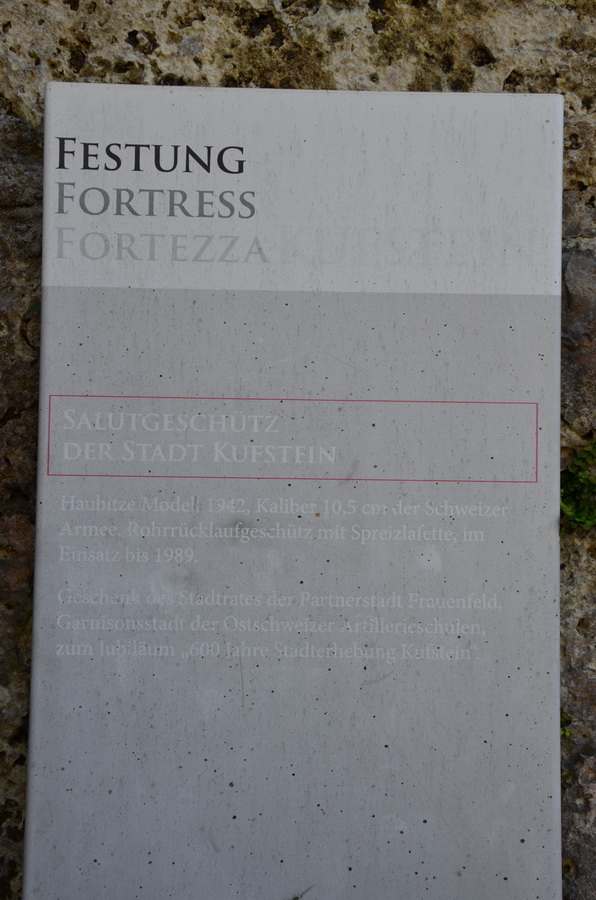 FESTUNG
FORTRESS
FORTEZZA KUFSTEIN
SALUTGESCHÜTZ
DER STADT KUFSTEIN
Haubitze Modell 1942, Kaliber 10,5 cm der Schweizer
Armee. Rohrrücklaufgeschütz mit Spreizlafette, im
Einsatz bis 1989.
Geschenk des Stadtrates der Partnerstadt Frauenfeld,
Garnisonsstadt der Ostschweizer Artillerieschulen,
zum Jubiläum „600 Jahre Stadterhebung Kufstein“.